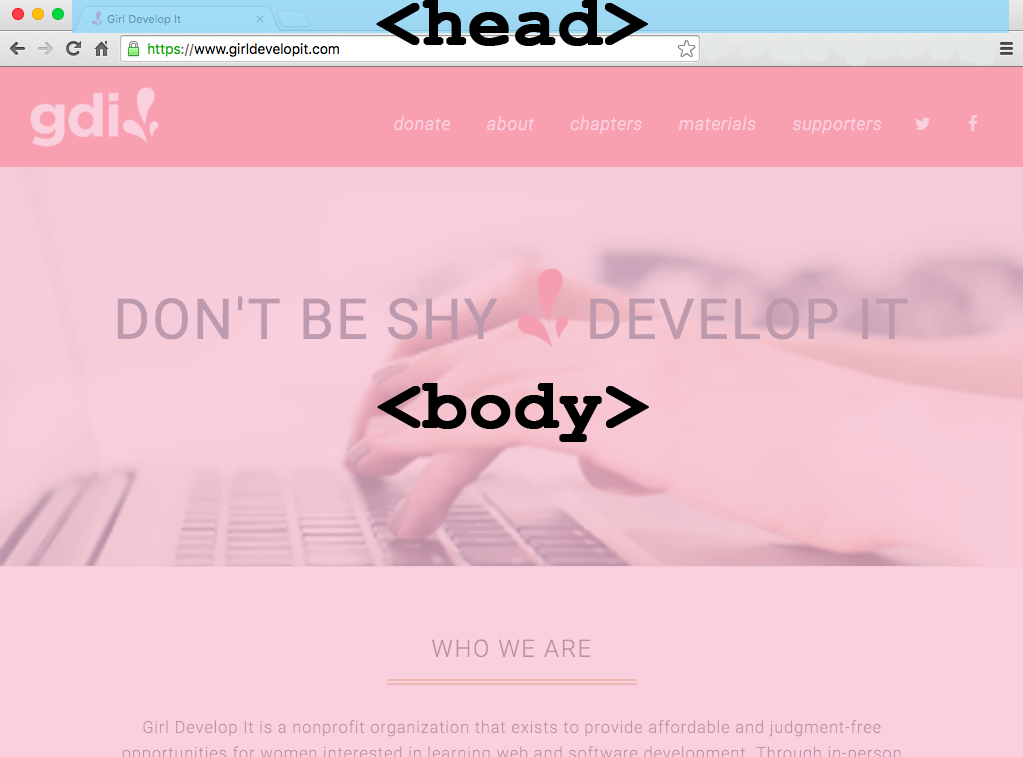 Girl Develop It
<head>
https://www.girldevelopit.com
gdi
donate about chapters materials supporters
DON'T BE SHY DEVELOP IT
<body>
WHO WE ARE
Girl Develop It is a nonprofit organization that exists to provide affordable and judgment-free
opportunities for women interested in learning web and software development. Through in-person